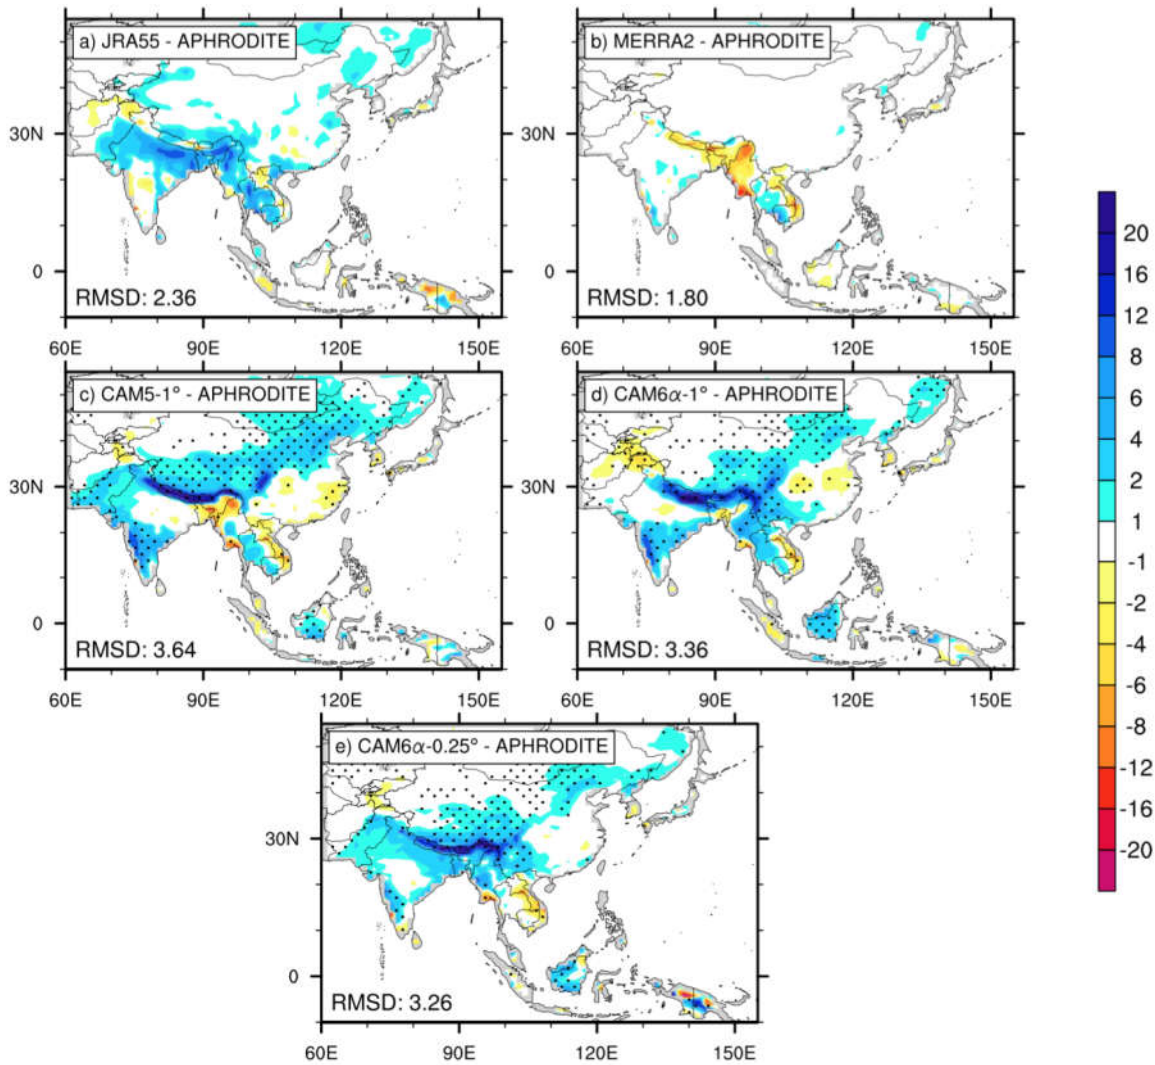 a) JRA55 - APHRODITE
b) MERRA2 - APHRODITE
30N
30N
0
0
RMSD: 2.36
RMSD: 1.80
60E 90E 120E 150E
60E 90E 120E 150E
c) CAM5-1° - APHRODITE
d) CAM6α-1° - APHRODITE
30N
30N
0
0
RMSD: 3.64
RMSD: 3.36
60E 90E 120E 150E
60E 90E 120E 150E
e) CAM6α-0.25° - APHRODITE
30N
0
RMSD: 3.26
60E 90E 120E 150E
20
16
12
8
6
4
2
1
-1
-2
-4
-6
-8
-12
-16
-20